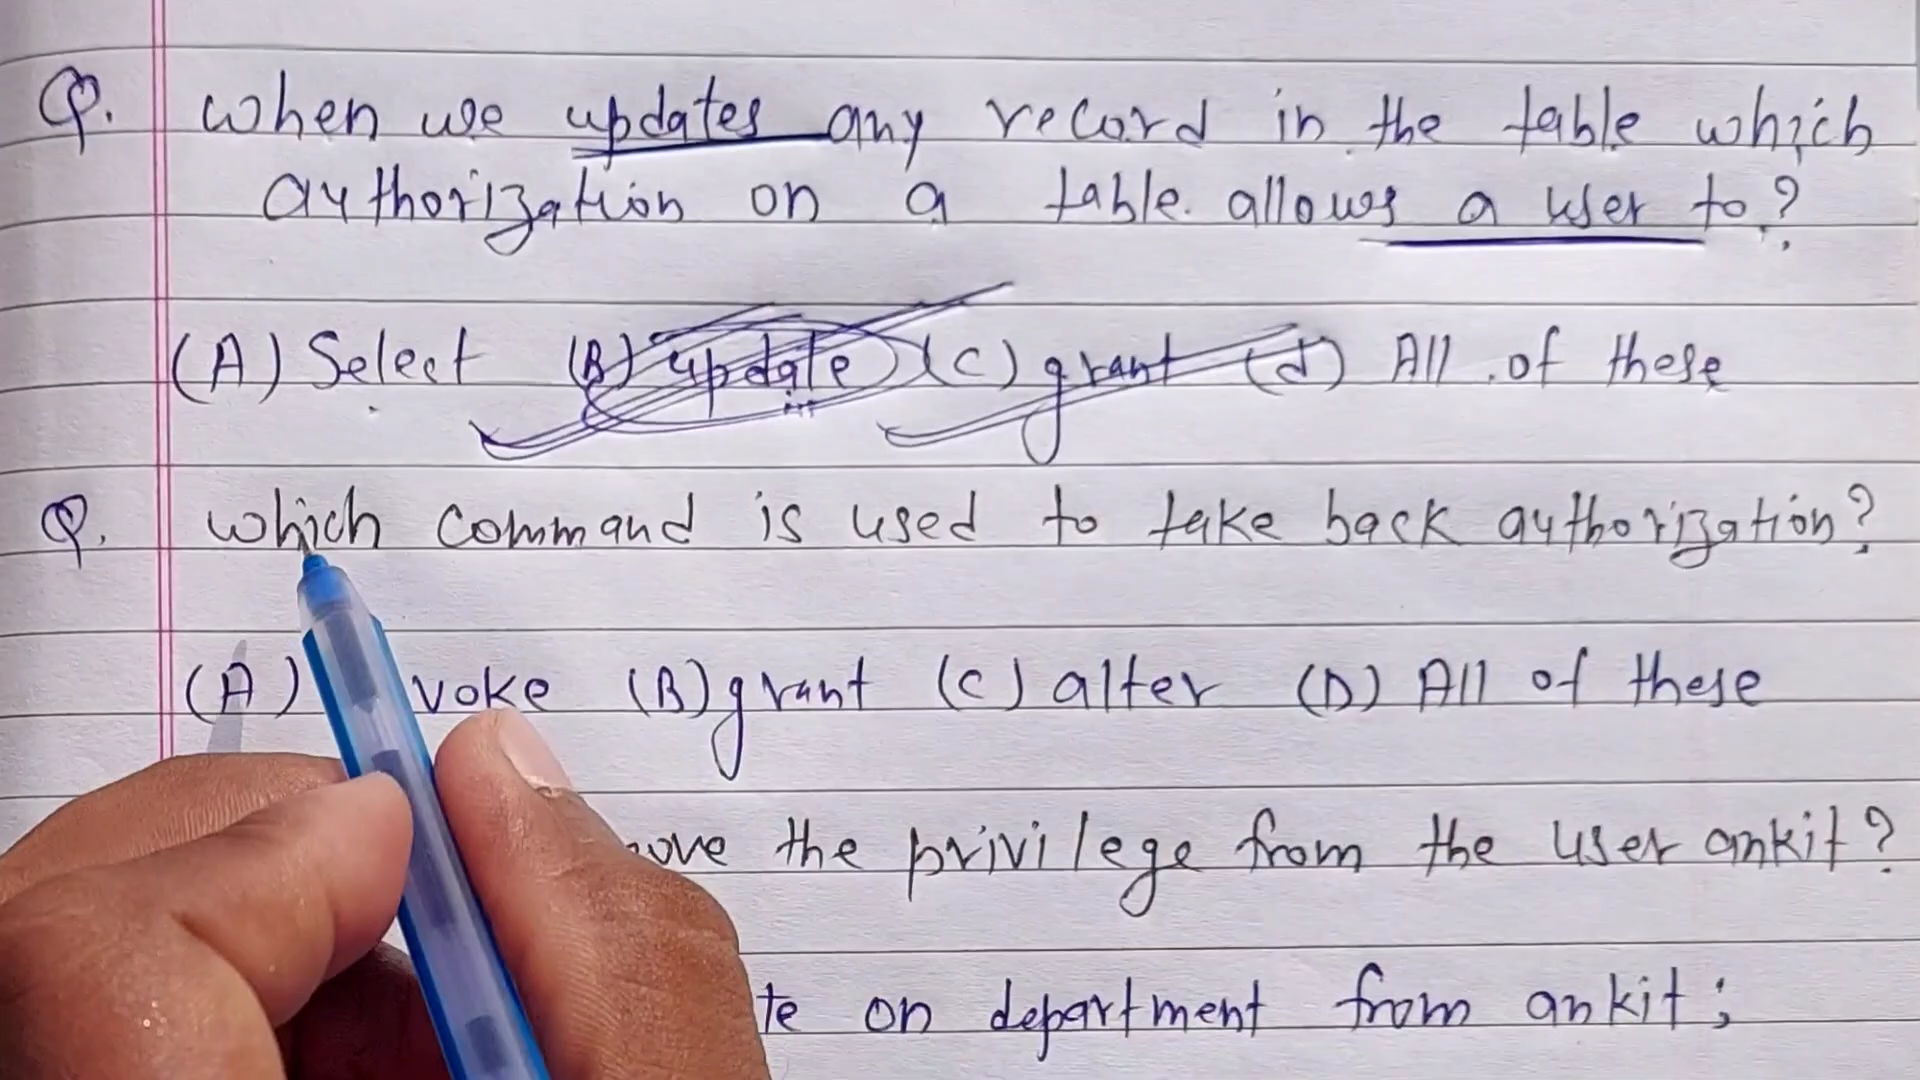 Q. when we updates any record in the table which
authorization on a table allows a user to?
(A) Select (B) update (C) grant (d) All of these
Q. which command is used to take back authorization?
(A) voke (B) grant (C) alter (D) All of these
the privilege from the user ankit?
on department from ankit;